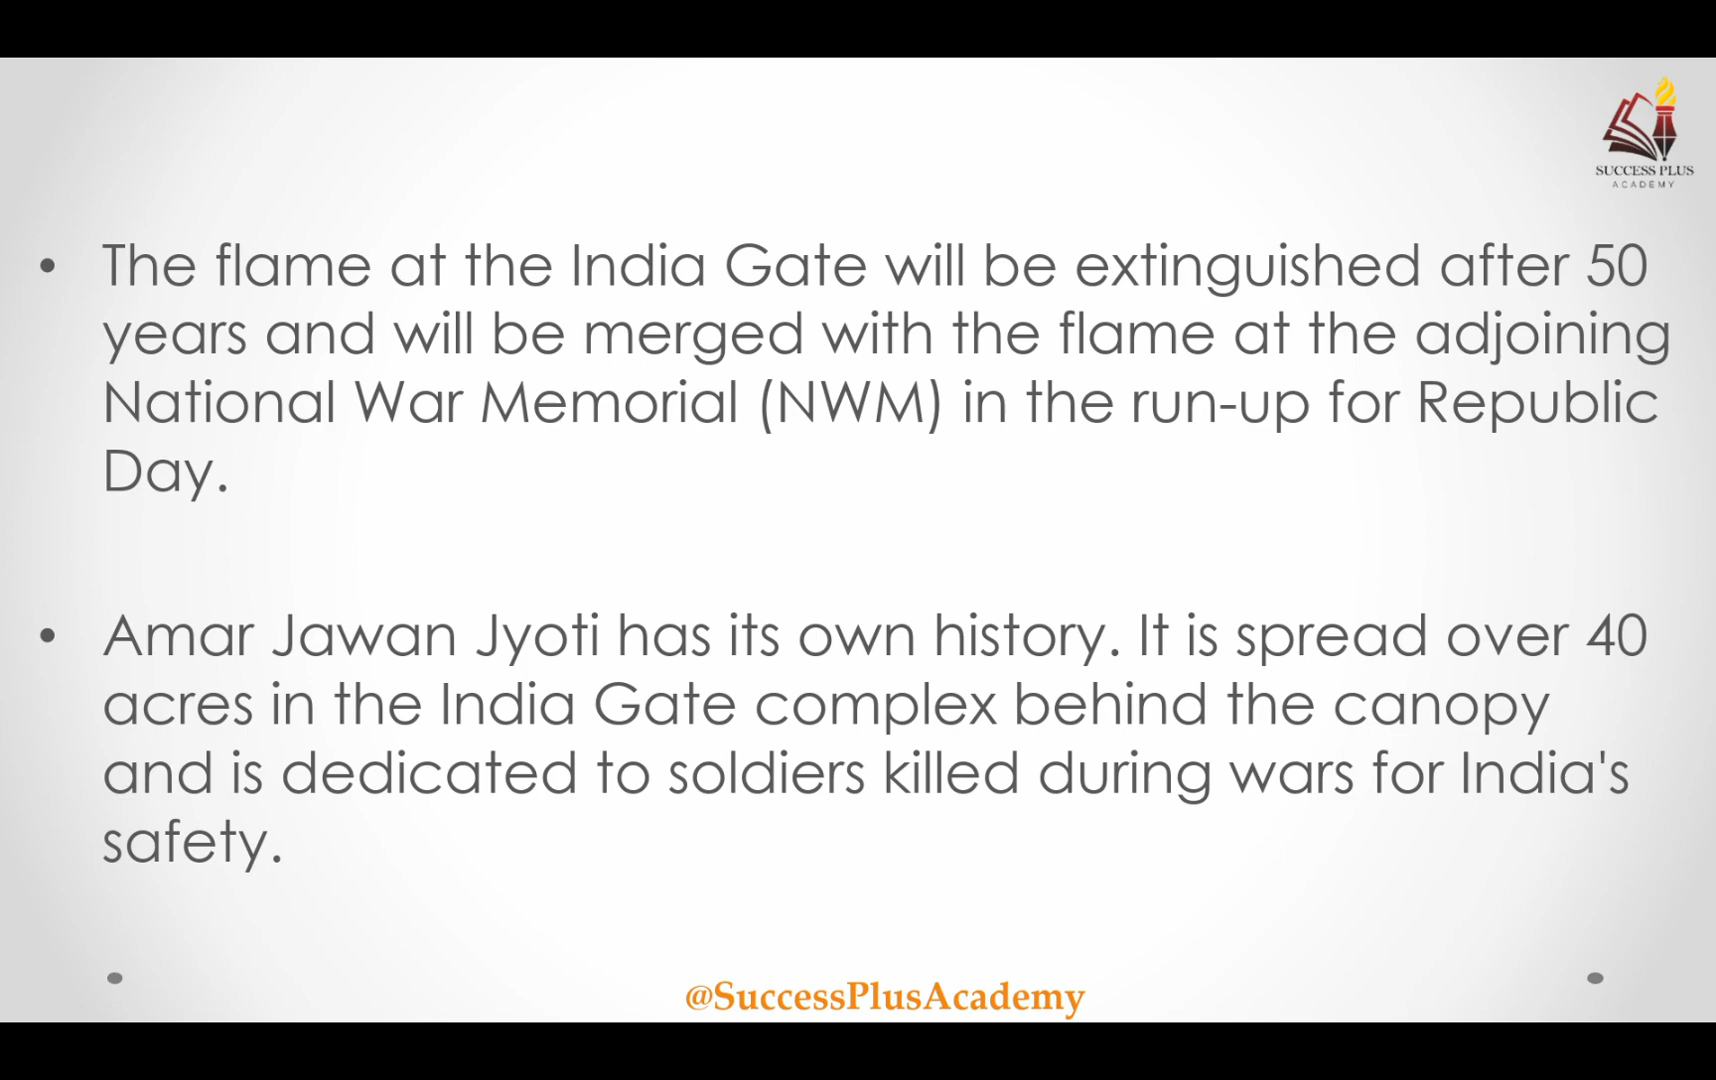 SUCCESS PLUS
ACADEMY
• The flame at the India Gate will be extinguished after 50
years and will be merged with the flame at the adjoining
National War Memorial (NWM) in the run-up for Republic
Day.
• Amar Jawan Jyoti has its own history. It is spread over 40
acres in the India Gate complex behind the canopy
and is dedicated to soldiers killed during wars for India's
safety.
@SuccessPlusAcademy